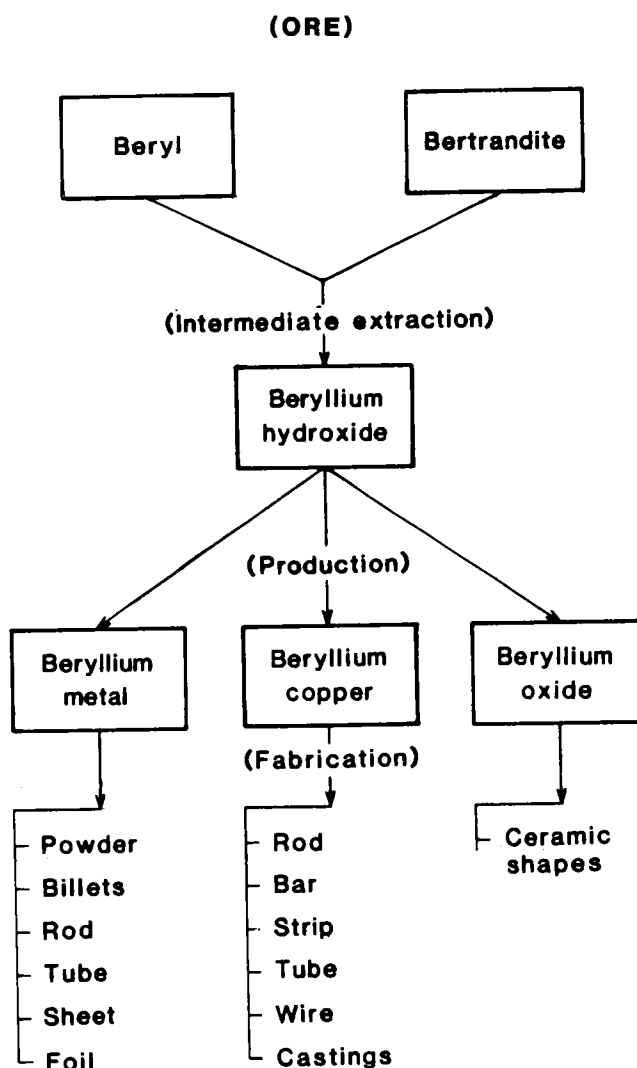 (ORE)
Beryl
Bertrandite
(Intermediate extraction)
Beryllium
hydroxide
(Production)
Beryllium
metal
Beryllium
copper
Beryllium
oxide
(Fabrication)
Powder
Billets
Rod
Tube
Sheet
Foil
Rod
Bar
Strip
Tube
Wire
Castings
Ceramic
shapes